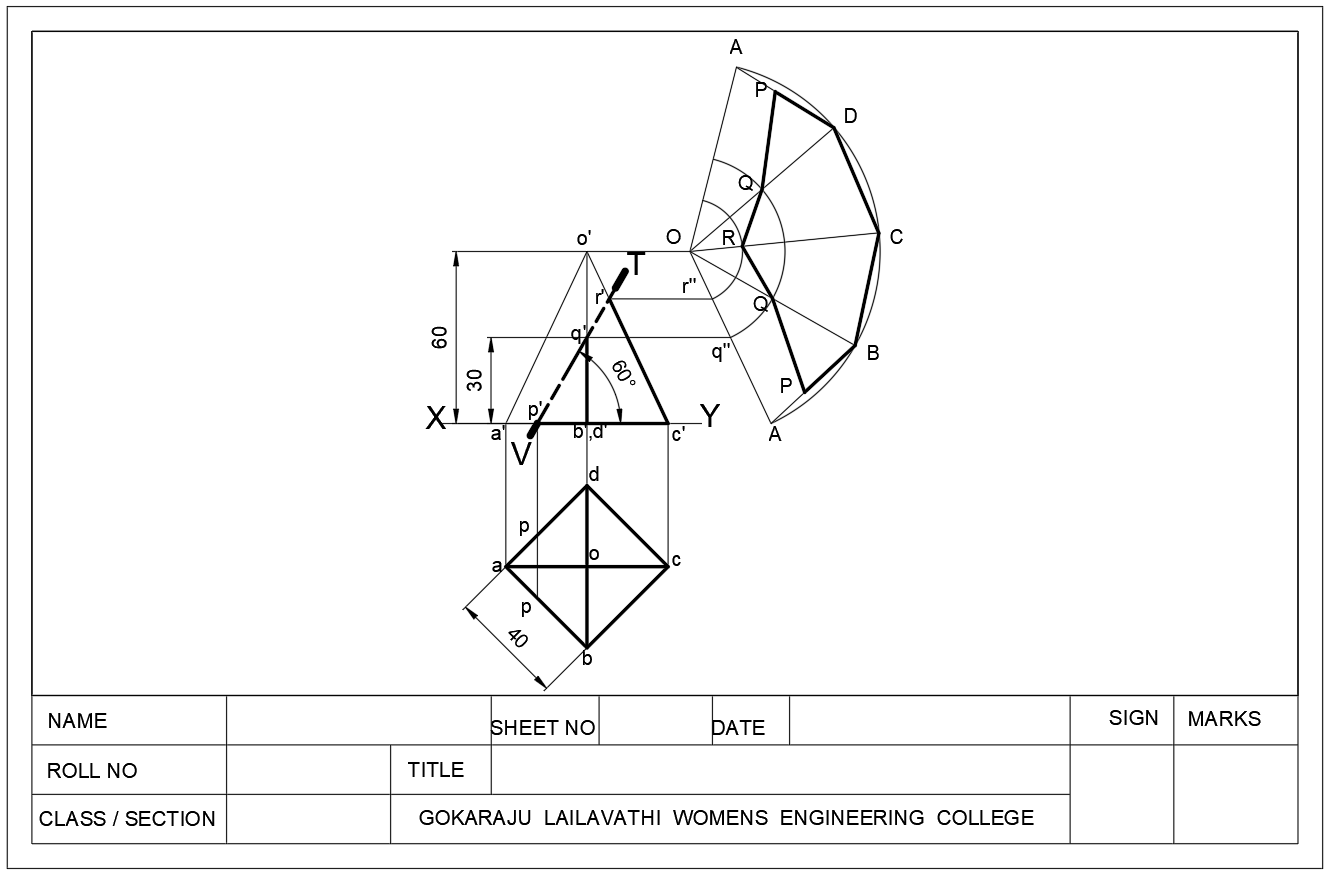 A
P
D
Q
o'
O
R
C
T
r'
r"
60
q'
Q
q"
B
30
60°
P
p'
X
Y
a'
b',d'
c'
A
V
d
p
o
a
c
p
40
b
NAME
SHEET NO
DATE
SIGN
MARKS
ROLL NO
TITLE
CLASS / SECTION
GOKARAJU LAILAVATHI WOMENS ENGINEERING COLLEGE